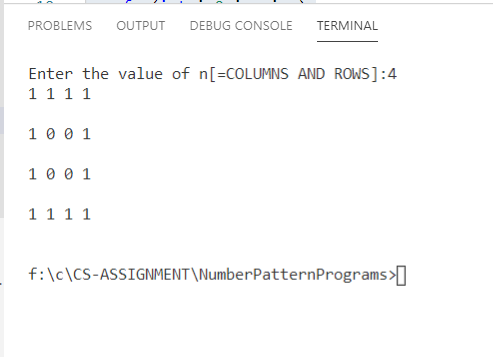 PROBLEMS OUTPUT DEBUG CONSOLE TERMINAL
Enter the value of n[=COLUMNS AND ROWS]:4
1 1 1 1
1 0 0 1
1 0 0 1
1 1 1 1
f:\c\CS-ASSIGNMENT\NumberPatternPrograms>